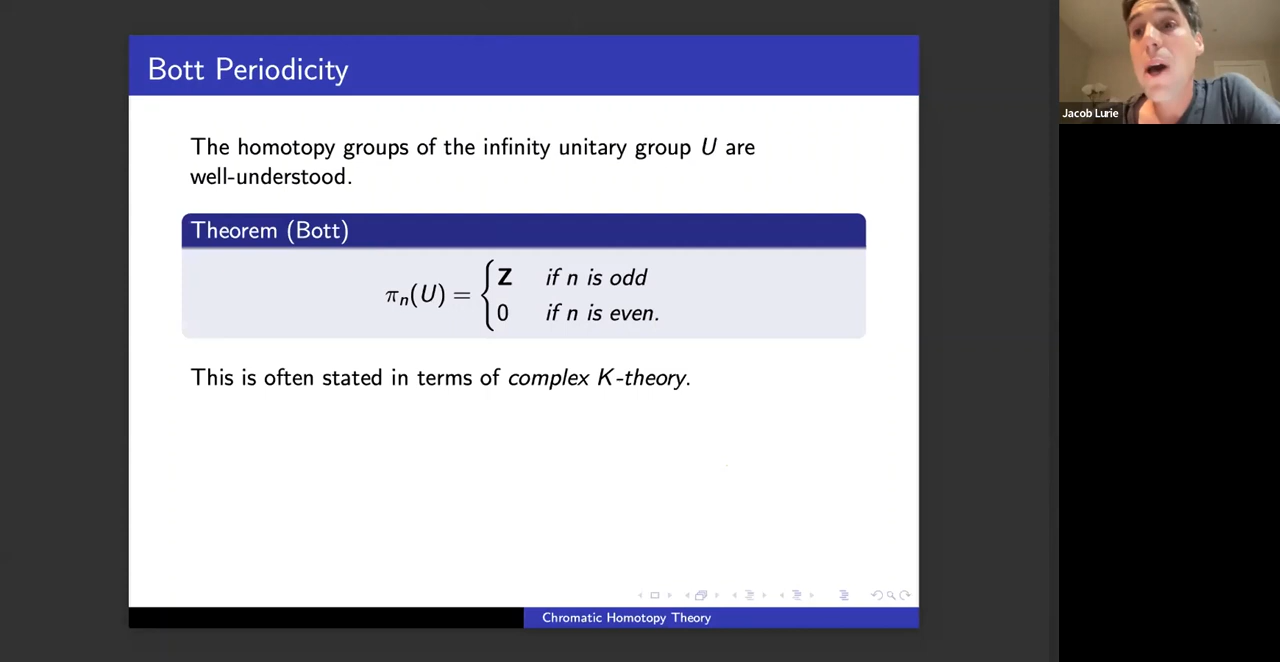 Bott Periodicity
Jacob Lurie
The homotopy groups of the infinity unitary group U are
well-understood.
Theorem (Bott)
πₙ(U) = { Z if n is odd
0 if n is even.
This is often stated in terms of complex K-theory.
Chromatic Homotopy Theory